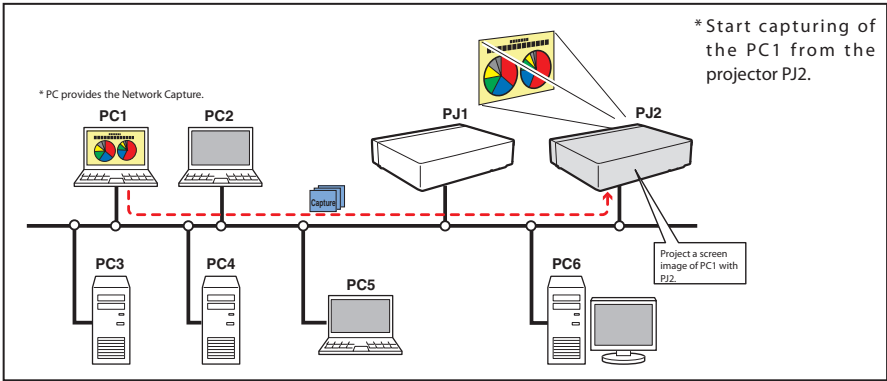 * Start capturing of
the PC1 from the
projector PJ2.
* PC provides the Network Capture.
PC1
PC2
PJ1
PJ2
Capture
Project a screen
image of PC1 with
PJ2.
PC3
PC4
PC5
PC6